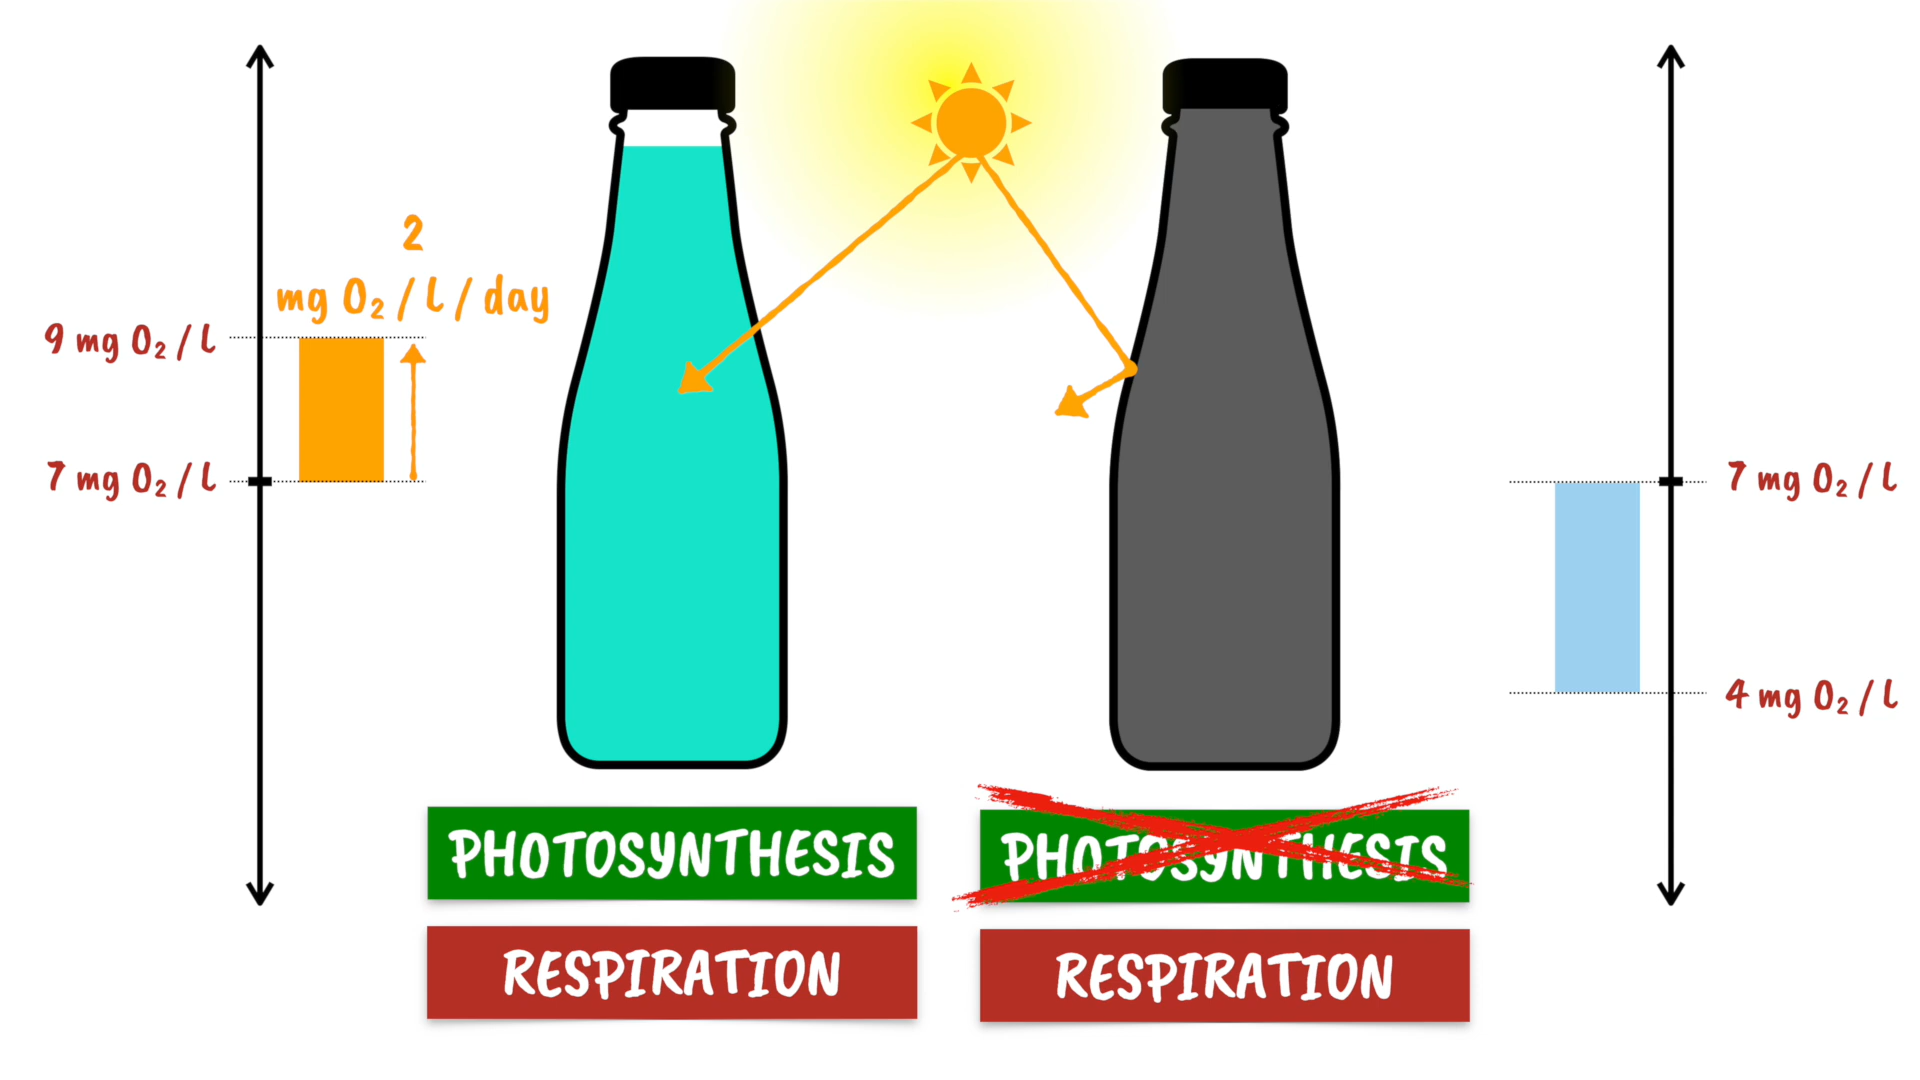 2
mg O₂ / l / day
9 mg O₂ / l
7 mg O₂ / l
7 mg O₂ / l
4 mg O₂ / l
PHOTOSYNTHESIS
PHOTOSYNTHESIS
RESPIRATION
RESPIRATION